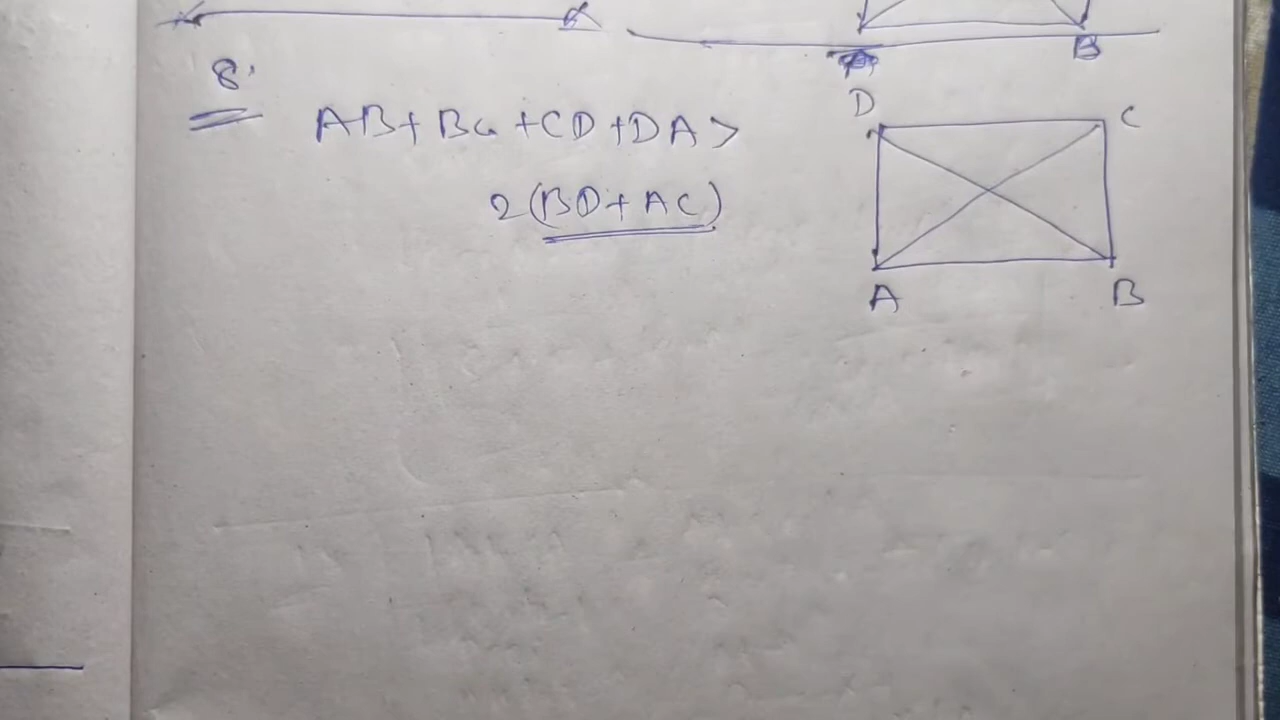 B
8.
AB + BC + CD + DA >
2(BD + AC)
D C
A B